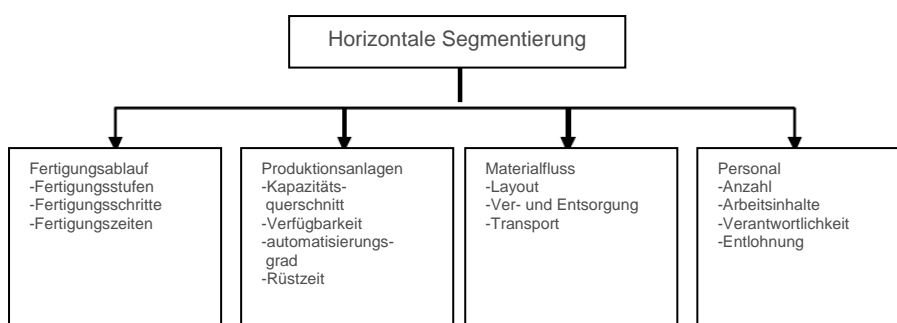 Horizontale Segmentierung
Fertigungsablauf
-Fertigungsstufen
-Fertigungsschritte
-Fertigungszeiten
Produktionsanlagen
-Kapazitäts-
querschnitt
-Verfügbarkeit
-automatisierungs-
grad
-Rüstzeit
Materialfluss
-Layout
-Ver- und Entsorgung
-Transport
Personal
-Anzahl
-Arbeitsinhalte
-Verantwortlichkeit
-Entlohnung